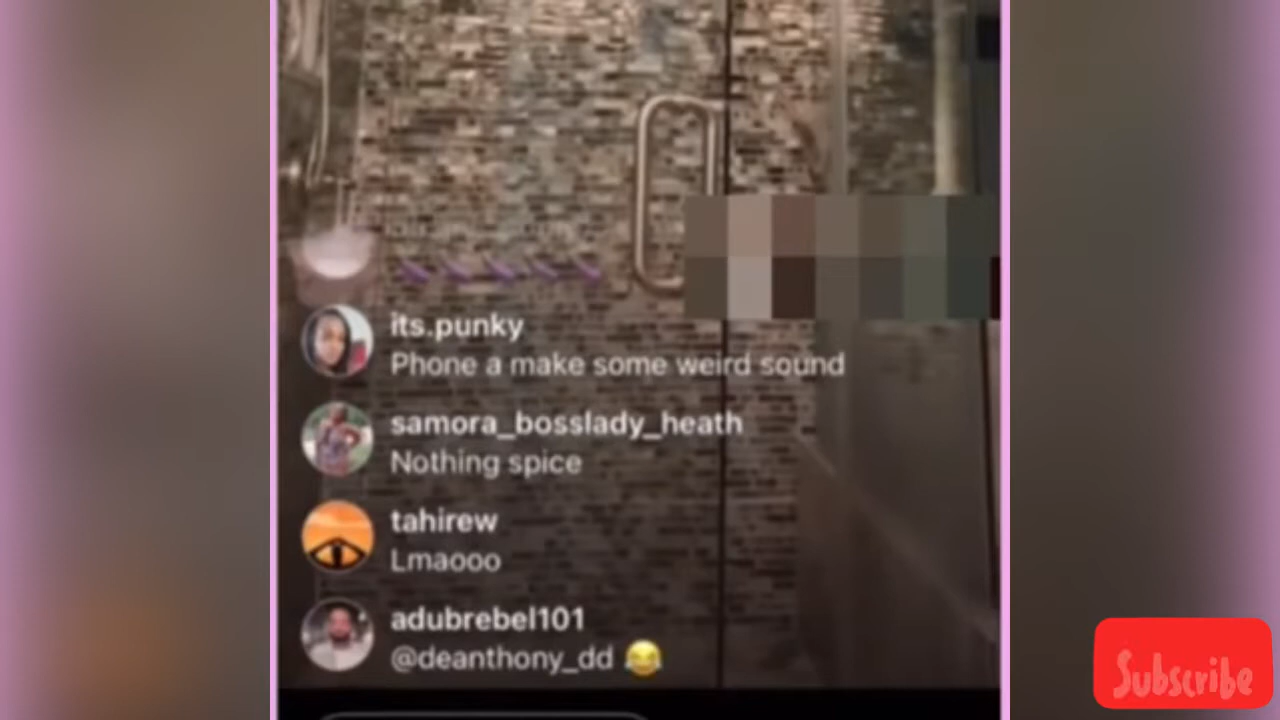 its.punky
Phone a make some weird sound
samora_bosslady_heath
Nothing spice
tahirew
Lmaooo
adubrebel101
@deanthony_dd 😂
Subscribe